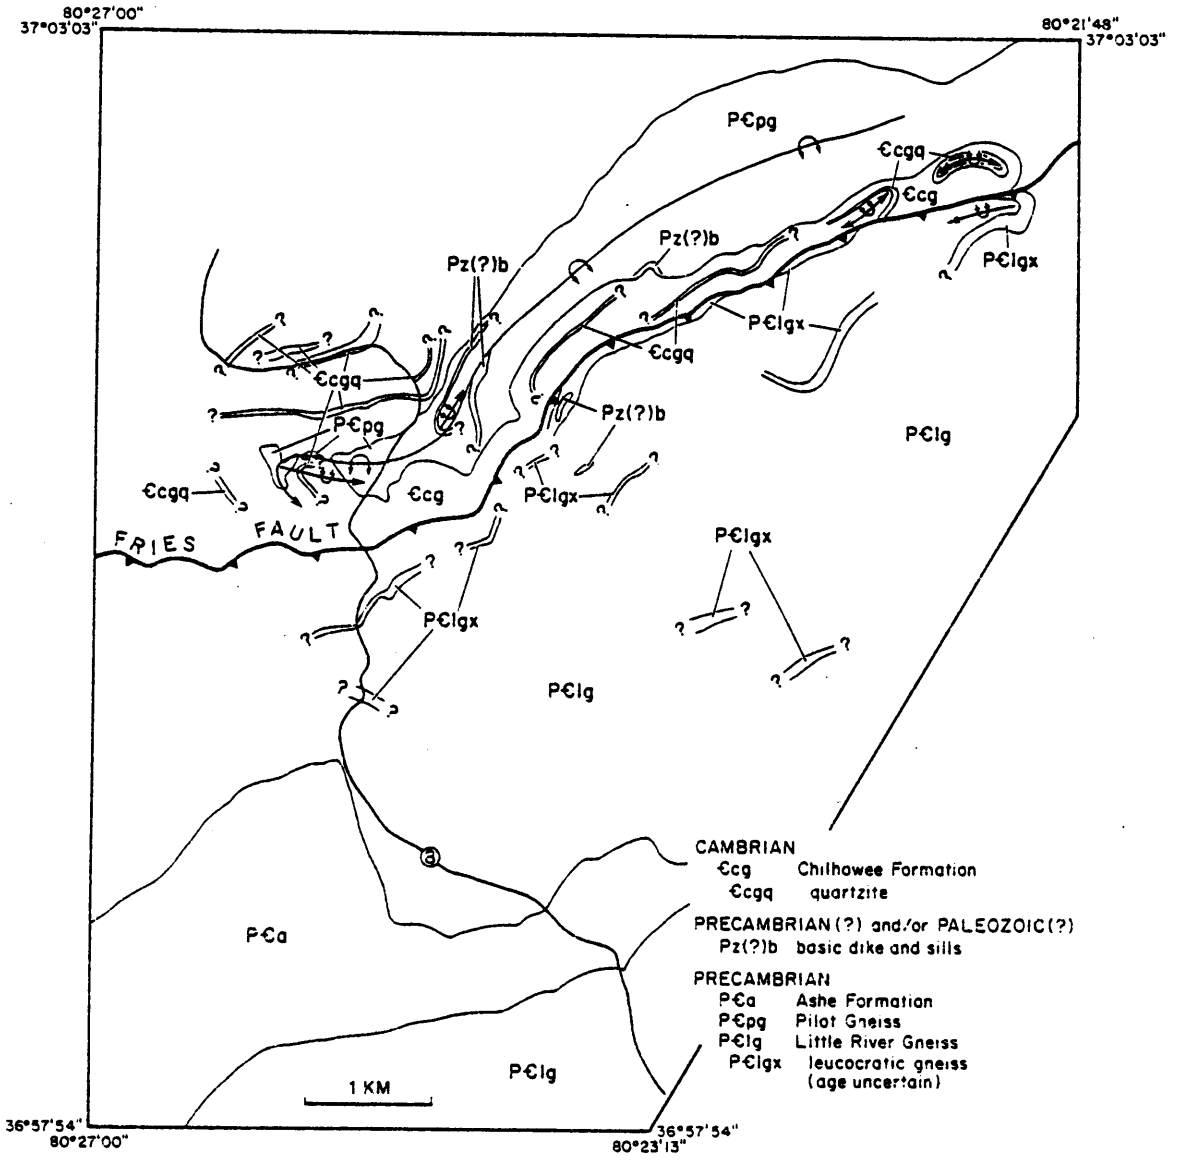 80°27'00"
37°03'03"
80°21'48"
37°03'03"
P€pg
€cgq
€cg
Pz(?)b
P€lgx
Pz(?)b
?
?
?
?
?
?
?
?
?
?
P€lgx
€cgq
€cgq
?
?
?
?
Pz(?)b
P€pg
P€lg
?
?
?
?
€cgq
€cg
P€lgx
?
?
?
FRIES FAULT
?
?
P€lgx
?
P€lgx
?
?
?
?
?
?
P€lg
?
?
a
CAMBRIAN
€cg Chilhowee Formation
€cgq quartzite
PRECAMBRIAN(?) and/or PALEOZOIC(?)
Pz(?)b basic dike and sills
P€a
PRECAMBRIAN
P€a Ashe Formation
P€pg Pilot Gneiss
P€lg Little River Gneiss
P€lgx leucocratic gneiss
(age uncertain)
P€lg
1 KM
36°57'54"
80°27'00"
36°57'54"
80°23'13"